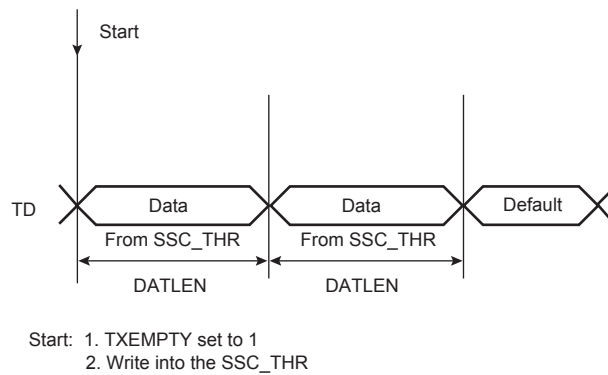 Start
TD
Data
Data
Default
From SSC_THR
From SSC_THR
DATLEN
DATLEN
Start: 1. TXEMPTY set to 1
2. Write into the SSC_THR